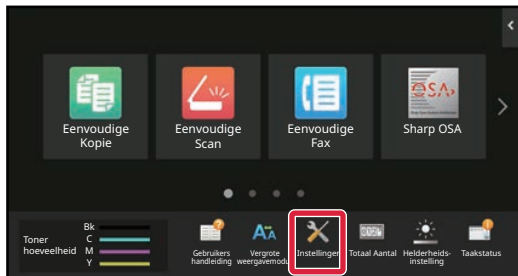 Eenvoudige
Kopie
Eenvoudige
Scan
Eenvoudige
Fax
OSA
Sharp OSA
Toner
hoeveelheid
Bk
C
M
Y
Gebruikers
handleiding
Vergrote
weergavemodus
Instellingen
Totaal Aantal
Helderheids-
instelling
Taakstatus